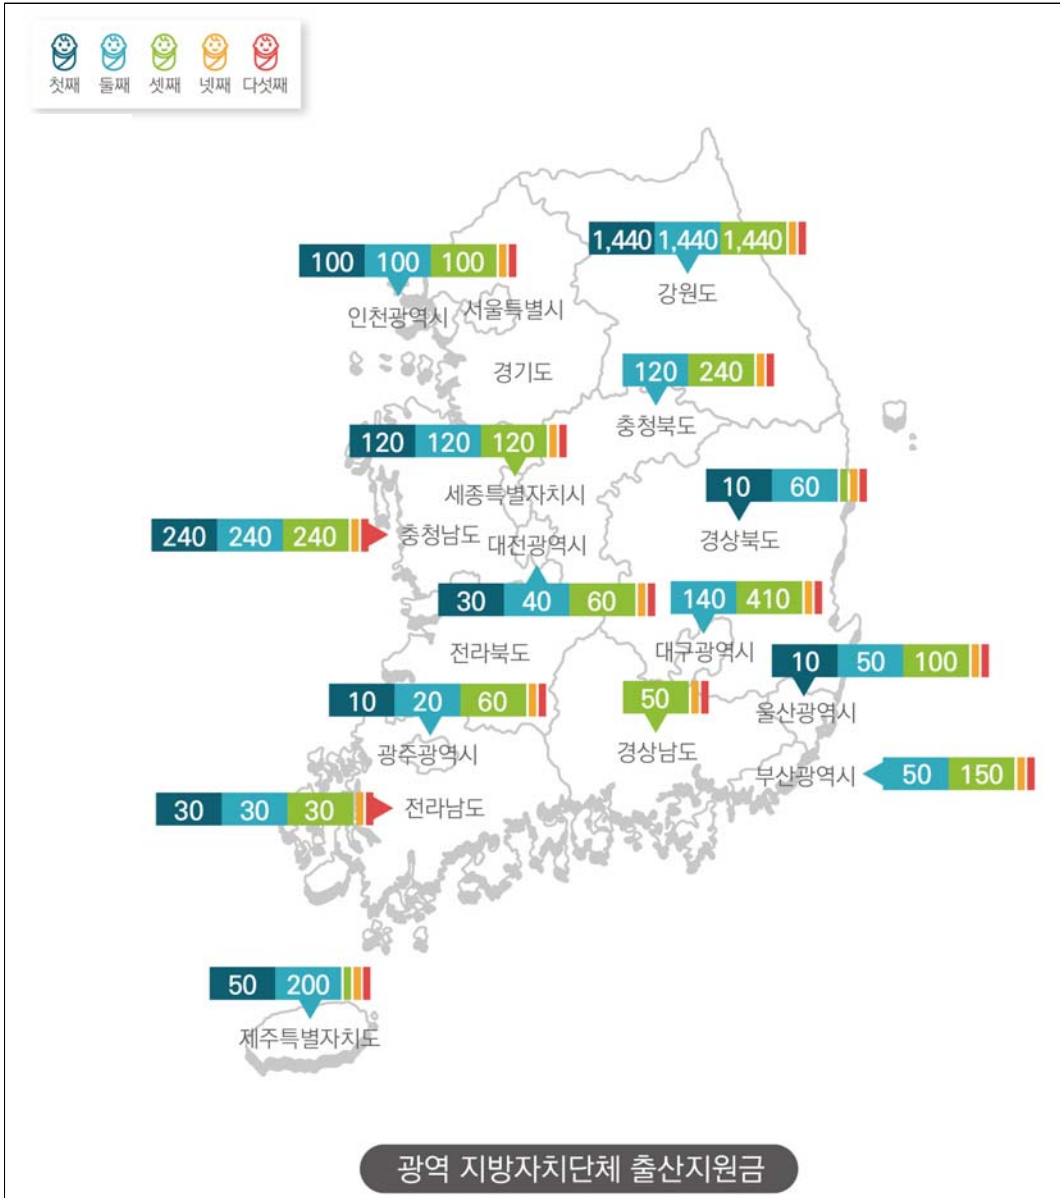 첫째 둘째 셋째 넷째 다섯째
1,440 1,440 1,440
강원도
100 100 100
인천광역시
서울특별시
경기도
120 240
충청북도
120 120 120
세종특별자치시
10 60
경상북도
240 240 240
충청남도
대전광역시
30 40 60
140 410
대구광역시
전라북도
10 50 100
울산광역시
10 20 60
광주광역시
50
경상남도
부산광역시
50 150
30 30 30
전라남도
50 200
제주특별자치도
광역 지방자치단체 출산지원금